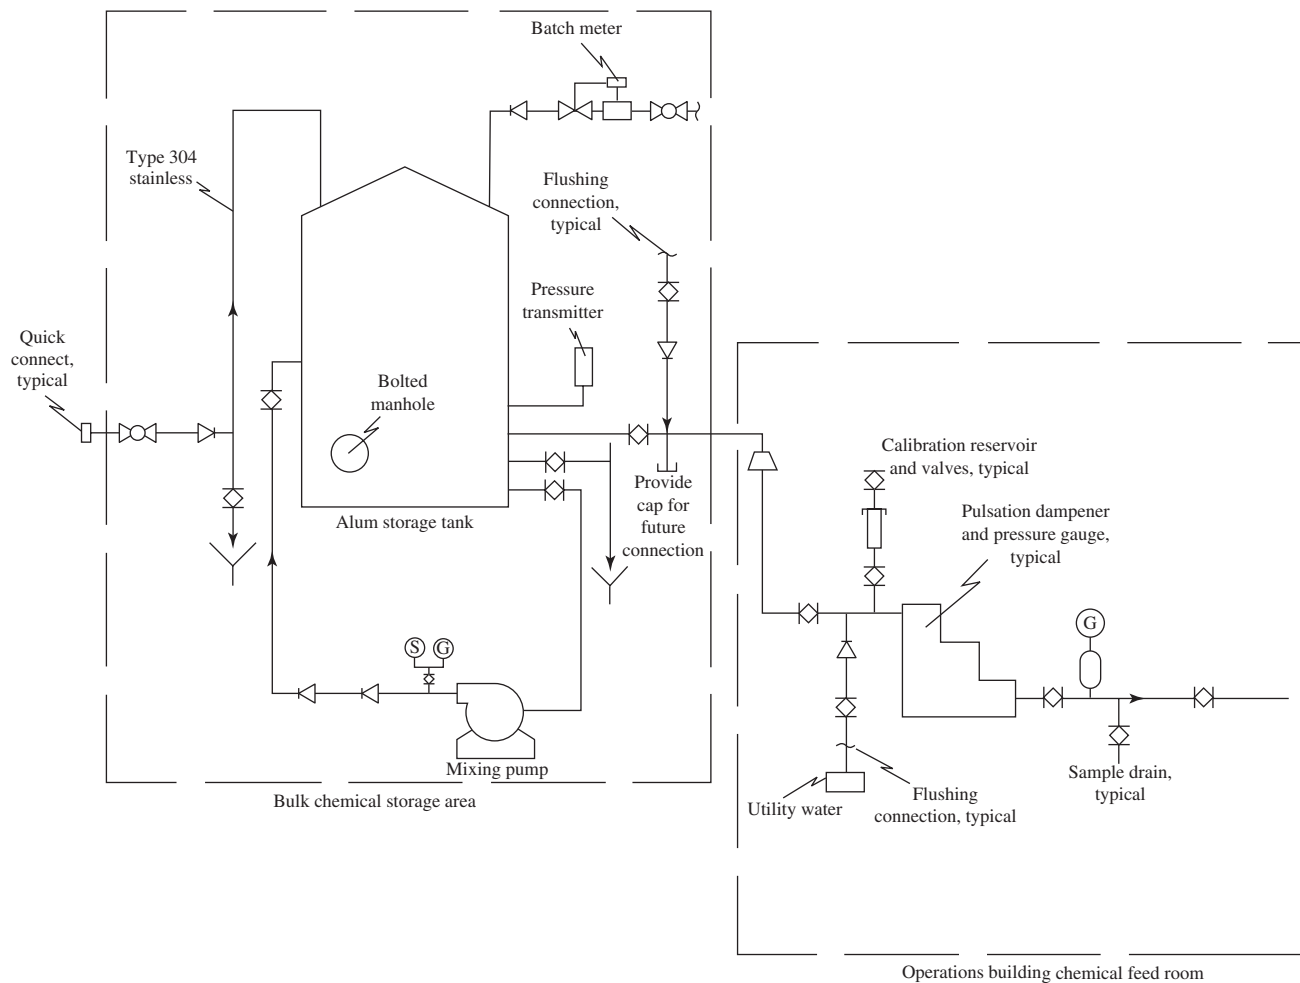 Batch meter
Type 304
stainless
Flushing
connection,
typical
Pressure
transmitter
Quick
connect,
typical
Bolted
manhole
Calibration reservoir
and valves, typical
Provide
cap for
future
connection
Alum storage tank
Pulsation dampener
and pressure gauge,
typical
S
G
G
Mixing pump
Sample drain,
typical
Bulk chemical storage area
Utility water
Flushing
connection, typical
Operations building chemical feed room